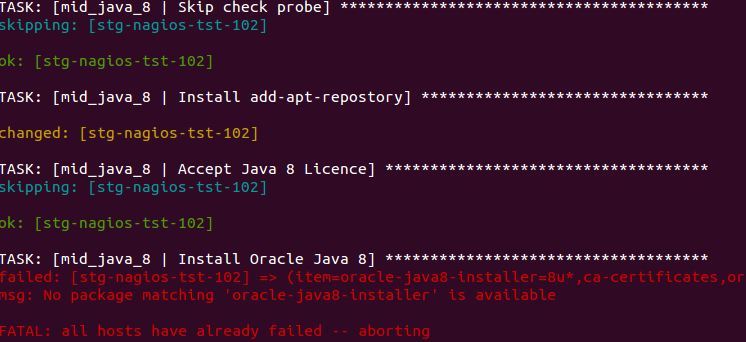 TASK: [mid_java_8 | Skip check probe] *****************************************
skipping: [stg-nagios-tst-102]
ok: [stg-nagios-tst-102]
TASK: [mid_java_8 | Install add-apt-repostory] ********************************
changed: [stg-nagios-tst-102]
TASK: [mid_java_8 | Accept Java 8 Licence] ************************************
skipping: [stg-nagios-tst-102]
ok: [stg-nagios-tst-102]
TASK: [mid_java_8 | Install Oracle Java 8] ************************************
failed: [stg-nagios-tst-102] => (item=oracle-java8-installer=8u*,ca-certificates,or
msg: No package matching 'oracle-java8-installer' is available
FATAL: all hosts have already failed -- aborting